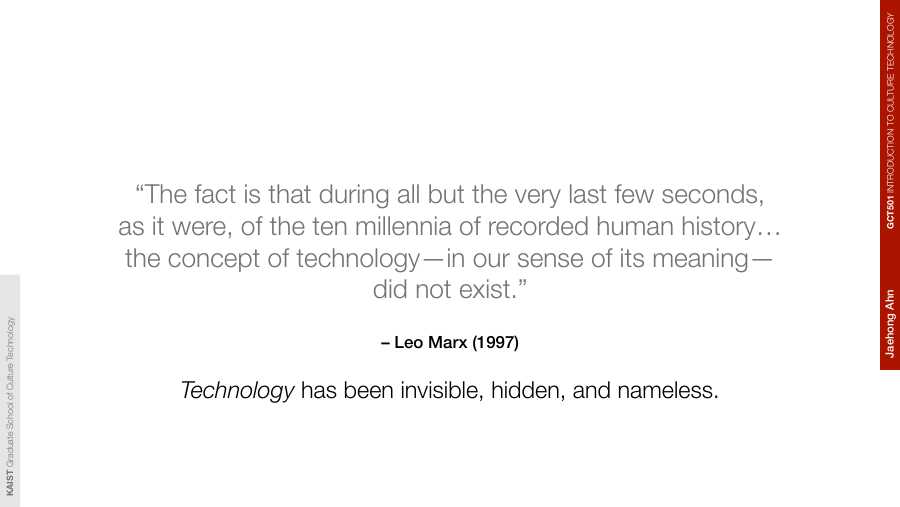 “The fact is that during all but the very last few seconds,
as it were, of the ten millennia of recorded human history…
the concept of technology—in our sense of its meaning—
did not exist.”
– Leo Marx (1997)
Technology has been invisible, hidden, and nameless.
KAIST Graduate School of Culture Technology
GCT501 INTRODUCTION TO CULTURE TECHNOLOGY
Jaehong Ahn